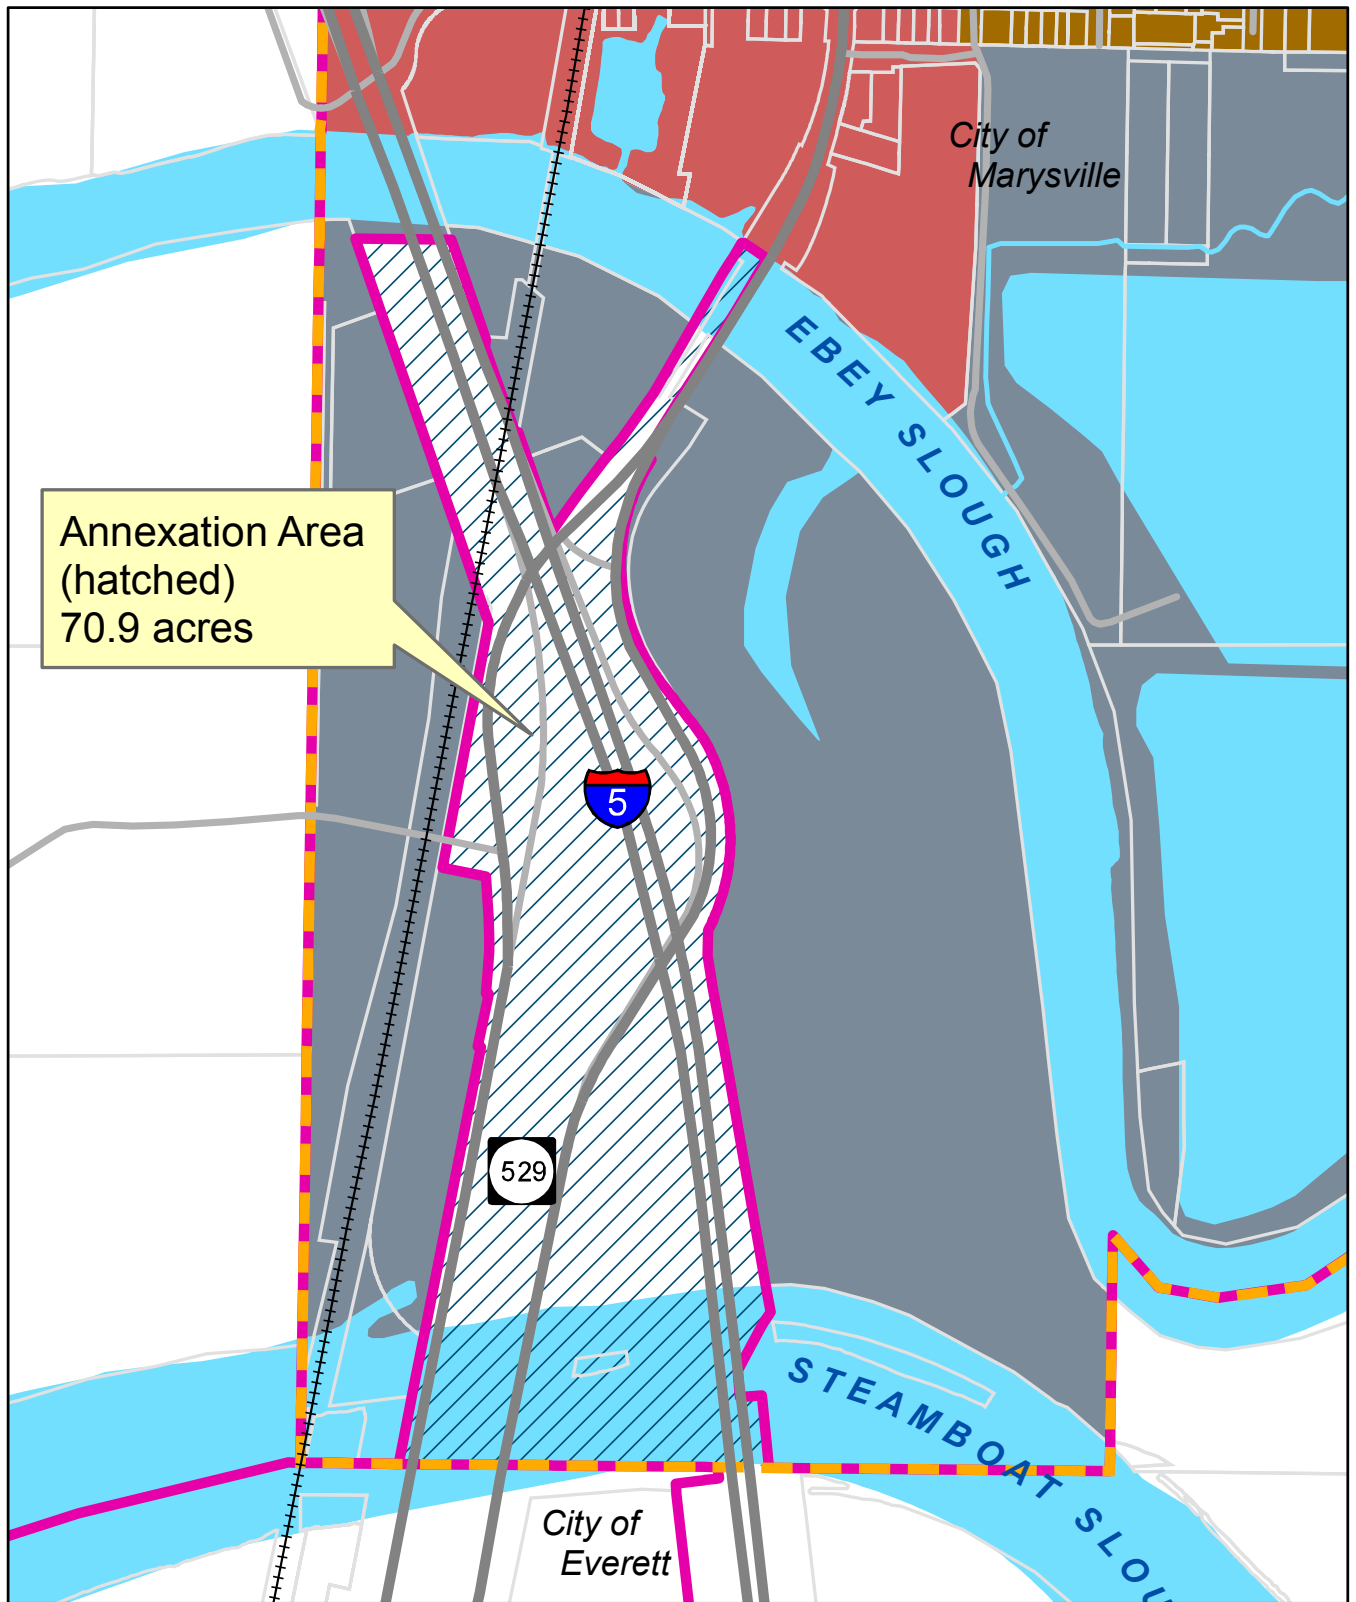 City of
Marysville
EBEY SLOUGH
Annexation Area
(hatched)
70.9 acres
5
529
STEAMBOAT SLOU
City of
Everett